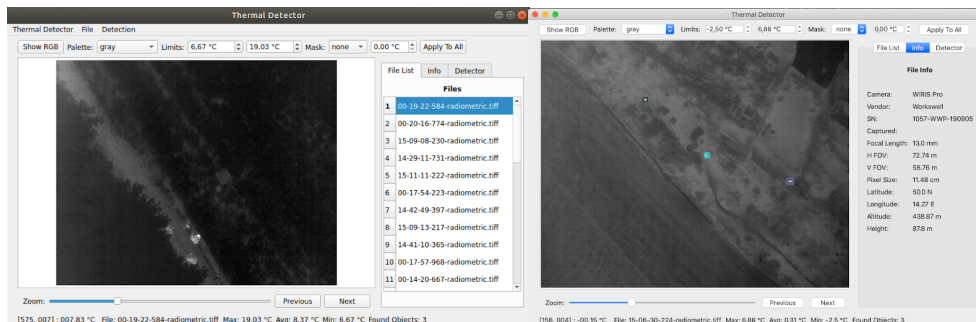 Thermal Detector
Thermal Detector File Detection
Show RGB Palette: gray Limits: 6,67 °C 19,03 °C Mask: none 0,00 °C Apply To All
File List Info Detector
Files
1 00-19-22-584-radiometric.tiff
2 00-20-16-774-radiometric.tiff
3 15-09-08-230-radiometric.tiff
4 14-29-11-731-radiometric.tiff
5 15-11-11-222-radiometric.tiff
6 00-17-54-223-radiometric.tiff
7 14-42-49-397-radiometric.tiff
8 15-09-13-217-radiometric.tiff
9 14-41-10-365-radiometric.tiff
10 00-17-57-968-radiometric.tiff
11 00-14-20-667-radiometric.tiff
Zoom: Previous Next
[575, 007] : 007.83 °C File: 00-19-22-584-radiometric.tiff Max: 19.03 °C Avg: 8.37 °C Min: 6.67 °C Found Objects: 3
Thermal Detector
Show RGB Palette: gray Limits: -2,50 °C 6,88 °C Mask: none 0,00 °C Apply To All
File List Info Detector
File Info
Camera: WIRIS Pro
Vendor: Workswell
SN: 1057-WWP-190805
Captured:
Focal Length: 13.0 mm
H FOV: 72.74 m
V FOV: 58.76 m
Pixel Size: 11.48 cm
Latitude: 50.0 N
Longitude: 14.27 E
Altitude: 438.87 m
Height: 87.8 m
Zoom: Previous Next
[156, 004] : -00.15 °C File: 15-06-30-224-radiometric.tiff Max: 6.88 °C Avg: 0.31 °C Min: -2.5 °C Found Objects: 3